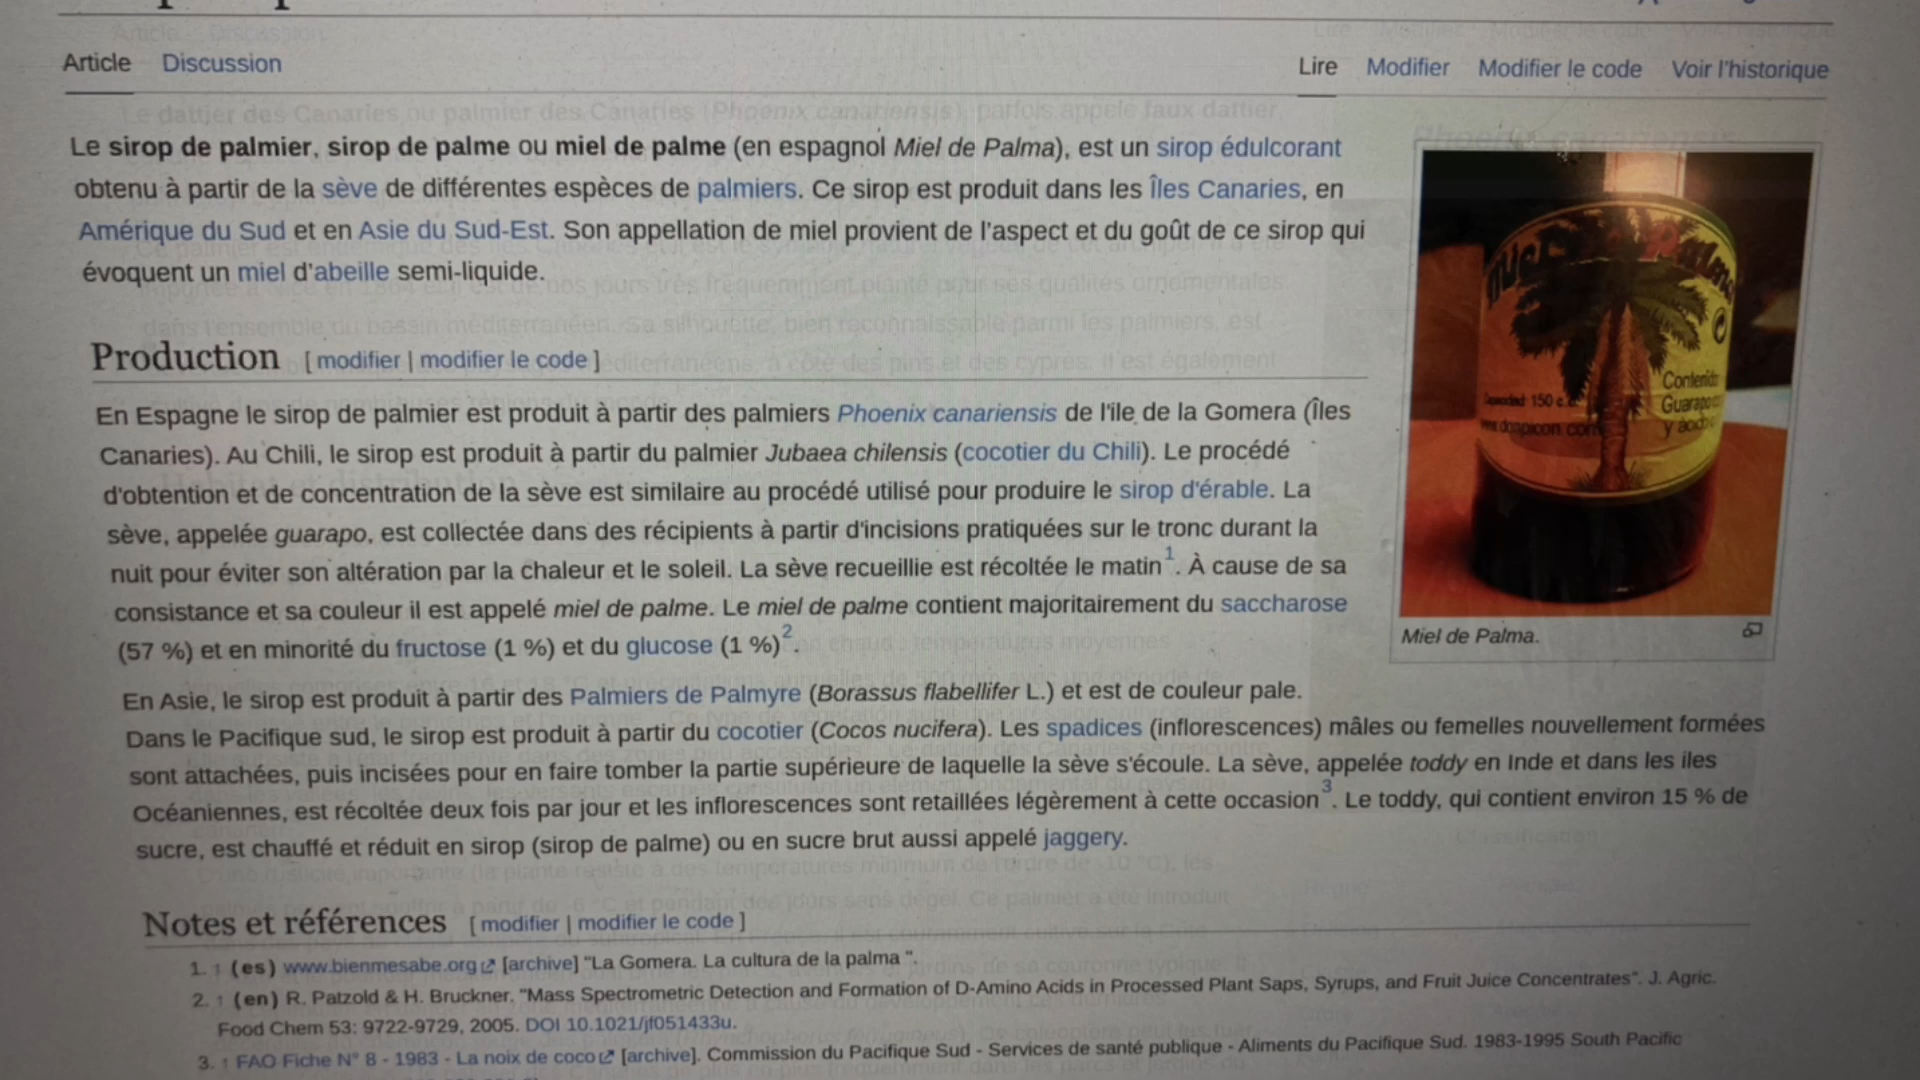 Article Discussion Lire Modifier Modifier le code Voir l'historique
Le sirop de palmier, sirop de palme ou miel de palme (en espagnol Miel de Palma), est un sirop édulcorant
obtenu à partir de la sève de différentes espèces de palmiers. Ce sirop est produit dans les Îles Canaries, en
Amérique du Sud et en Asie du Sud-Est. Son appellation de miel provient de l'aspect et du goût de ce sirop qui
évoquent un miel d'abeille semi-liquide.
Production [ modifier | modifier le code ]
En Espagne le sirop de palmier est produit à partir des palmiers Phoenix canariensis de l'ile de la Gomera (Îles
Canaries). Au Chili, le sirop est produit à partir du palmier Jubaea chilensis (cocotier du Chili). Le procédé
d'obtention et de concentration de la sève est similaire au procédé utilisé pour produire le sirop d'érable. La
sève, appelée guarapo, est collectée dans des récipients à partir d'incisions pratiquées sur le tronc durant la
nuit pour éviter son altération par la chaleur et le soleil. La sève recueillie est récoltée le matin 1. À cause de sa
consistance et sa couleur il est appelé miel de palme. Le miel de palme contient majoritairement du saccharose
(57 %) et en minorité du fructose (1 %) et du glucose (1 %) 2.
En Asie, le sirop est produit à partir des Palmiers de Palmyre (Borassus flabellifer L.) et est de couleur pale.
Dans le Pacifique sud, le sirop est produit à partir du cocotier (Cocos nucifera). Les spadices (inflorescences) mâles ou femelles nouvellement formées
sont attachées, puis incisées pour en faire tomber la partie supérieure de laquelle la sève s'écoule. La sève, appelée toddy en Inde et dans les iles
Océaniennes, est récoltée deux fois par jour et les inflorescences sont retaillées légèrement à cette occasion 3. Le toddy, qui contient environ 15 % de
sucre, est chauffé et réduit en sirop (sirop de palme) ou en sucre brut aussi appelé jaggery.
Palma
150 c.c.
Contenido
Guarapo
y
Miel de Palma.
Notes et références [ modifier | modifier le code ]
1. ↑ (es) www.bienmesabe.org [archive] "La Gomera. La cultura de la palma ".
2. ↑ (en) R. Patzold & H. Bruckner. "Mass Spectrometric Detection and Formation of D-Amino Acids in Processed Plant Saps, Syrups, and Fruit Juice Concentrates". J. Agric.
Food Chem 53: 9722-9729, 2005. DOI 10.1021/jf051433u.
3. ↑ FAO Fiche N° 8 - 1983 - La noix de coco [archive]. Commission du Pacifique Sud - Services de santé publique - Aliments du Pacifique Sud. 1983-1995 South Pacific